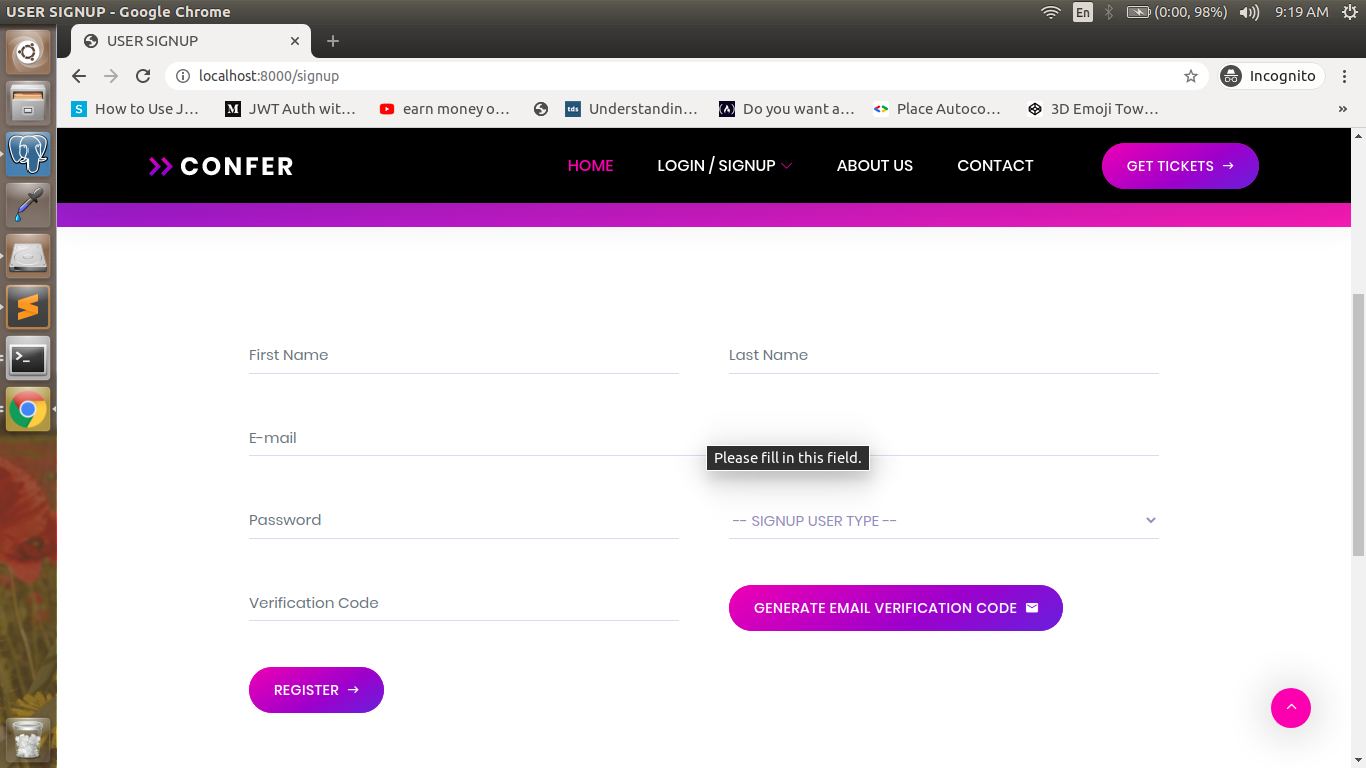 USER SIGNUP - Google Chrome
En
(0:00, 98%)
9:19 AM
USER SIGNUP
localhost:8000/signup
Incognito
S How to Use J...
M JWT Auth wit...
earn money o...
tds Understandin...
Do you want a...
Place Autoco...
3D Emoji Tow...
CONFER
HOME
LOGIN / SIGNUP
ABOUT US
CONTACT
GET TICKETS
First Name
Last Name
E-mail
Please fill in this field.
Password
-- SIGNUP USER TYPE --
Verification Code
GENERATE EMAIL VERIFICATION CODE
REGISTER